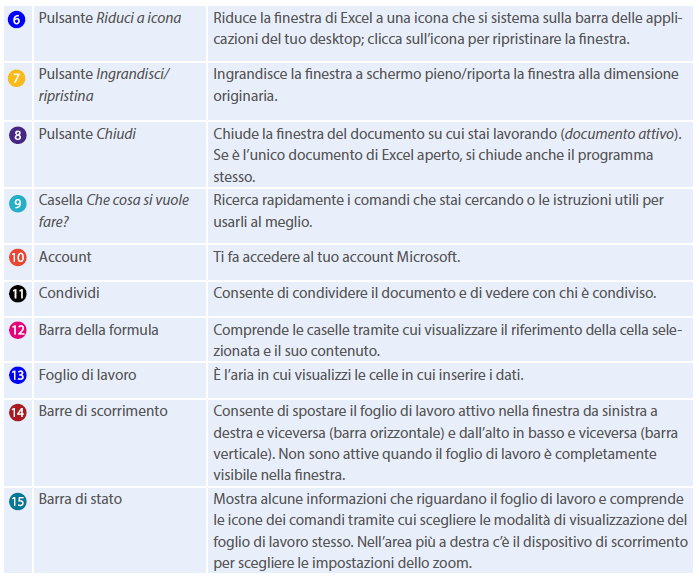 6 Pulsante Riduci a icona Riduce la finestra di Excel a una icona che si sistema sulla barra delle appli-
cazioni del tuo desktop; clicca sull'icona per ripristinare la finestra.
7 Pulsante Ingrandisci/ Ingrandisce la finestra a schermo pieno/riporta la finestra alla dimensione
ripristina originaria.
8 Pulsante Chiudi Chiude la finestra del documento su cui stai lavorando (documento attivo).
Se è l'unico documento di Excel aperto, si chiude anche il programma
stesso.
9 Casella Che cosa si vuole Ricerca rapidamente i comandi che stai cercando o le istruzioni utili per
fare? usarli al meglio.
10 Account Ti fa accedere al tuo account Microsoft.
11 Condividi Consente di condividere il documento e di vedere con chi è condiviso.
12 Barra della formula Comprende le caselle tramite cui visualizzare il riferimento della cella sele-
zionata e il suo contenuto.
13 Foglio di lavoro È l'aria in cui visualizzi le celle in cui inserire i dati.
14 Barre di scorrimento Consente di spostare il foglio di lavoro attivo nella finestra da sinistra a
destra e viceversa (barra orizzontale) e dall'alto in basso e viceversa (barra
verticale). Non sono attive quando il foglio di lavoro è completamente
visibile nella finestra.
15 Barra di stato Mostra alcune informazioni che riguardano il foglio di lavoro e comprende
le icone dei comandi tramite cui scegliere le modalità di visualizzazione del
foglio di lavoro stesso. Nell'area più a destra c'è il dispositivo di scorrimento
per scegliere le impostazioni dello zoom.